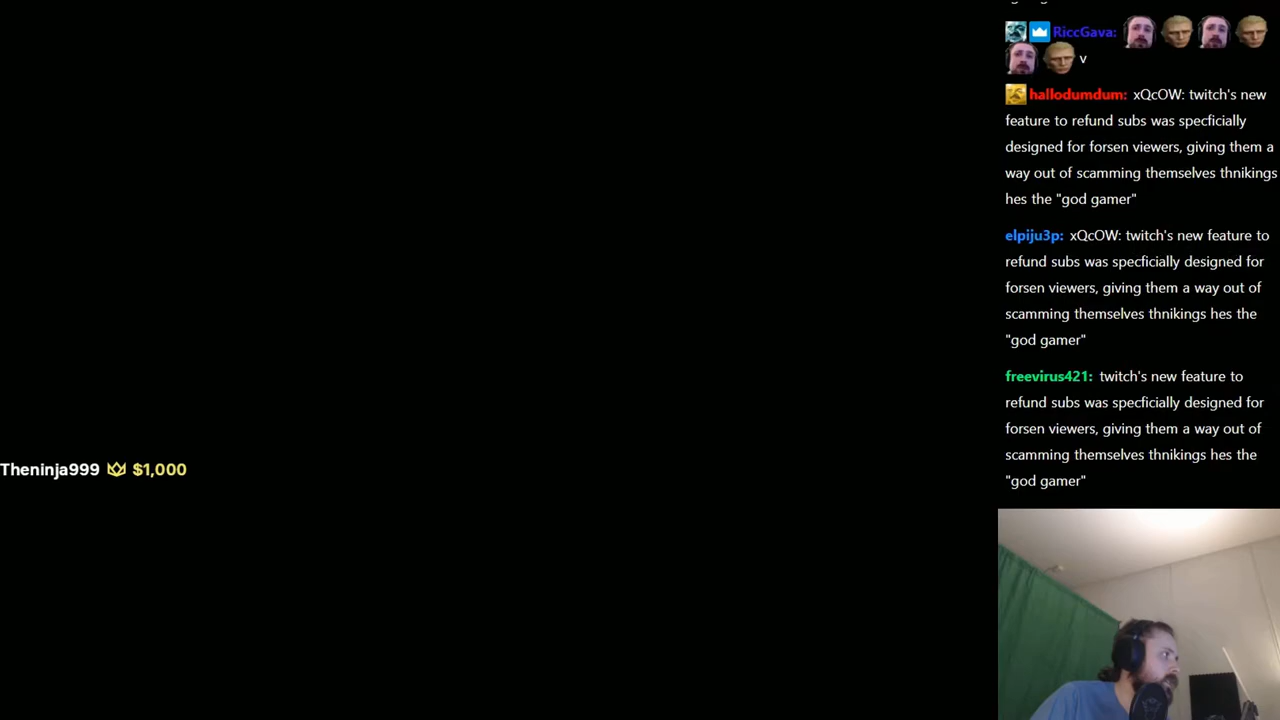 RiccGava:
v
hallodumdum: xQcOW: twitch's new
feature to refund subs was specficially
designed for forsen viewers, giving them a
way out of scamming themselves thnikings
hes the "god gamer"
elpiju3p: xQcOW: twitch's new feature to
refund subs was specficially designed for
forsen viewers, giving them a way out of
scamming themselves thnikings hes the
"god gamer"
freevirus421: twitch's new feature to
refund subs was specficially designed for
forsen viewers, giving them a way out of
scamming themselves thnikings hes the
"god gamer"
Theninja999 $1,000